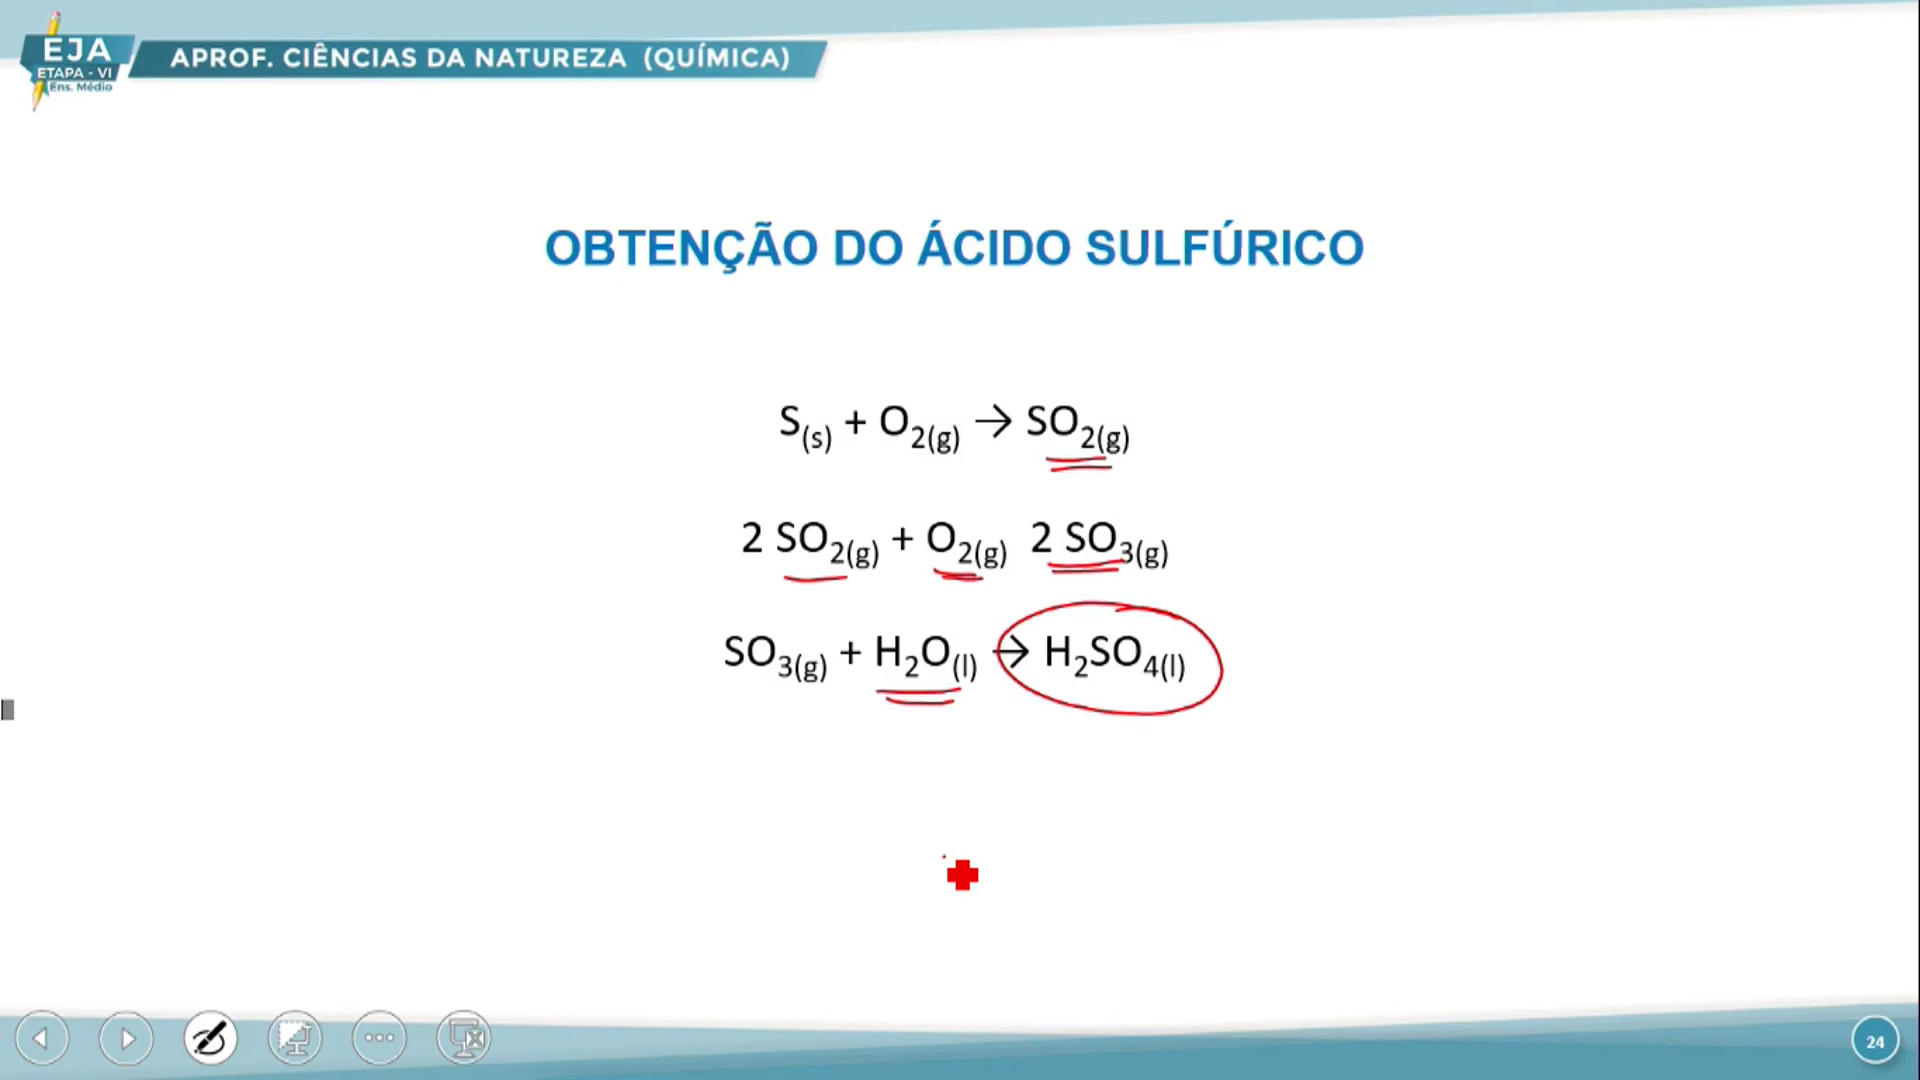 EJA
ETAPA - VI
Ens. Médio
APROF. CIÊNCIAS DA NATUREZA (QUÍMICA)
OBTENÇÃO DO ÁCIDO SULFÚRICO
S(s) + O2(g) → SO2(g)
2 SO2(g) + O2(g) 2 SO3(g)
SO3(g) + H2O(l) → H2SO4(l)
24